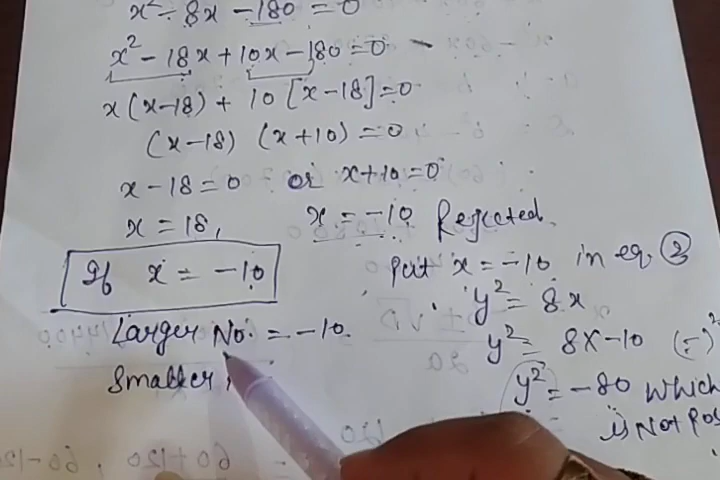 x² - 8x - 180 = 0
x² - 18x + 10x - 180 = 0
x(x-18) + 10[x-18] = 0
(x-18) (x+10) = 0
x - 18 = 0 or x+10 = 0
x = 18, x = -10 Rejected.
If x = -10
Put x = -10 in eq. ②
y² = 8x
Larger No. = -10.
y² = 8X-10
Smaller
y² = -80 which
is Not Pos